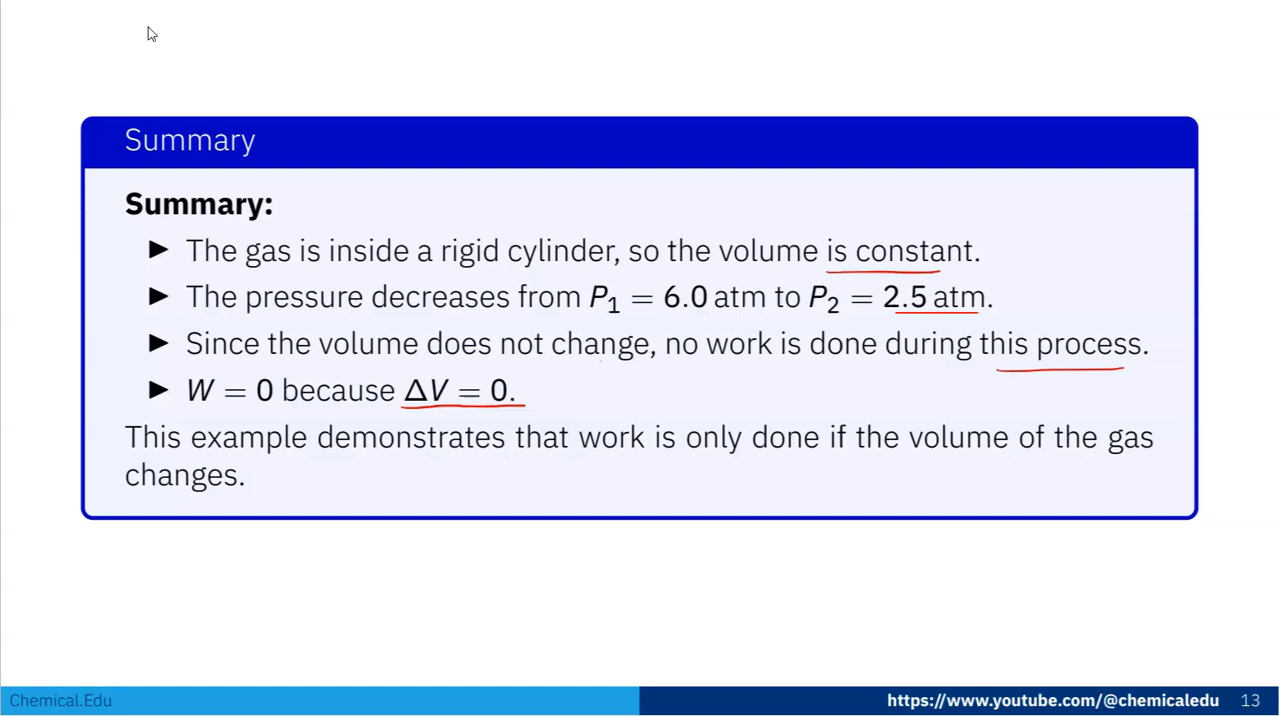 Summary
Summary:
▶ The gas is inside a rigid cylinder, so the volume is constant.
▶ The pressure decreases from P₁ = 6.0 atm to P₂ = 2.5 atm.
▶ Since the volume does not change, no work is done during this process.
▶ W = 0 because ΔV = 0.
This example demonstrates that work is only done if the volume of the gas
changes.
Chemical.Edu
https://www.youtube.com/@chemicaledu 13